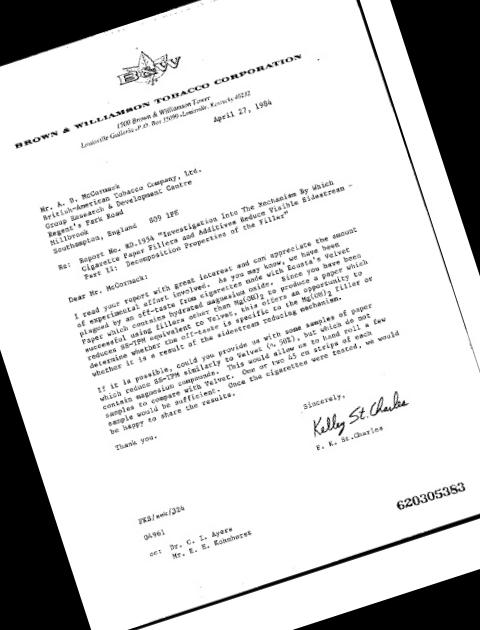 B&W
BROWN & WILLIAMSON TOBACCO CORPORATION
1500 Brown & Williamson Tower
Louisville Galleria, P.O. Box 35090 · Louisville, Kentucky 40232
April 27, 1984
Mr. A. D. McCormack
British-American Tobacco Company, Ltd.
Group Research & Development Centre
Regent's Park Road
Millbrook
Southampton, England SO9 1PE
Re: Report No. RD.1954 "Investigation Into The Mechanism By Which
Cigarette Paper Fillers and Additives Reduce Visible Sidestream -
Part II: Decomposition Properties of the Filler"
Dear Mr. McCormack:
I read your report with great interest and can appreciate the amount
of experimental effort involved. As you may know, we have been
plagued by an off-taste from cigarettes made with Ecusta's Velvet
Paper which contains hydrated magnesium oxide. Since you have been
successful using fillers other than Mg(OH)2 to produce a paper which
reduces SS-TPM equivalent to Velvet, this offers an opportunity to
determine whether the off-taste is specific to the Mg(OH)2 filler or
whether it is a result of the sidestream reducing mechanism.
If it is possible, could you provide us with some samples of paper
which reduce SS-TPM similarly to Velvet (~ 50%), but which do not
contain magnesium compounds. This would allow us to hand roll a few
samples to compare with Velvet. One or two 65 cm strips of each
sample would be sufficient. Once the cigarettes were tested, we would
be happy to share the results.
Thank you.
Sincerely,
Kelley St.Charles
F. K. St.Charles
FKS/sek/324
04961
cc: Dr. C. I. Ayers
Mr. E. E. Kohnhorst
620305383